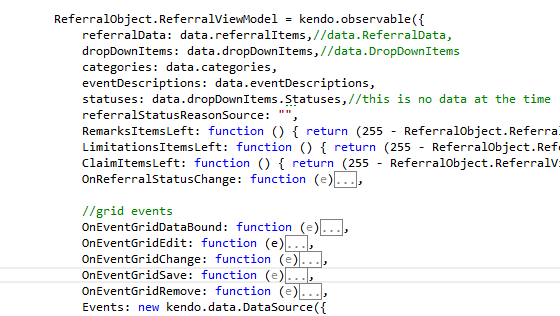 ReferralObject.ReferralViewModel = kendo.observable({
referralData: data.referralItems,//data.ReferralData,
dropDownItems: data.dropDownItems,//data.DropDownItems
categories: data.categories,
eventDescriptions: data.eventDescriptions,
statuses: data.dropDownItems.Statuses,//this is no data at the time
referralStatusReasonSource: "",
RemarksItemsLeft: function () { return (255 - ReferralObject.Referra
LimitationsItemsLeft: function () { return (255 - ReferralObject.Ref
ClaimItemsLeft: function () { return (255 - ReferralObject.ReferralVi
OnReferralStatusChange: function (e)...,
//grid events
OnEventGridDataBound: function (e)...,
OnEventGridEdit: function (e)...,
OnEventGridChange: function (e)...,
OnEventGridSave: function (e)...,
OnEventGridRemove: function (e)...,
Events: new kendo.data.DataSource({